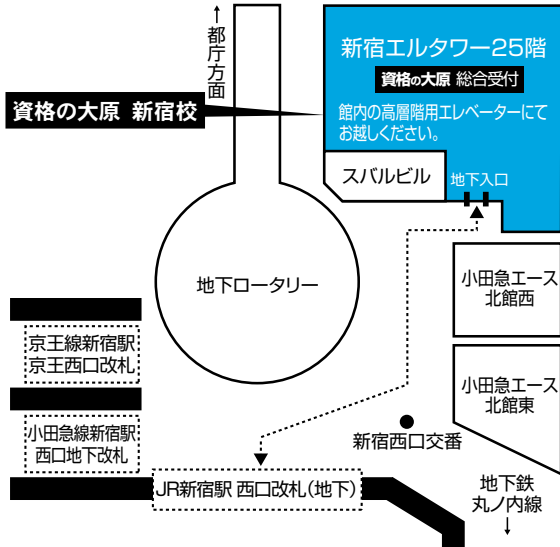 ↑都庁方面
新宿エルタワー25階
資格の大原 総合受付
館内の高層階用エレベーターにて
お越しください。
資格の大原 新宿校
スバルビル
地下入口
地下ロータリー
小田急エース
北館西
京王線新宿駅
京王西口改札
小田急エース
北館東
小田急線新宿駅
西口地下改札
新宿西口交番
JR新宿駅 西口改札(地下)
地下鉄
丸ノ内線
↓